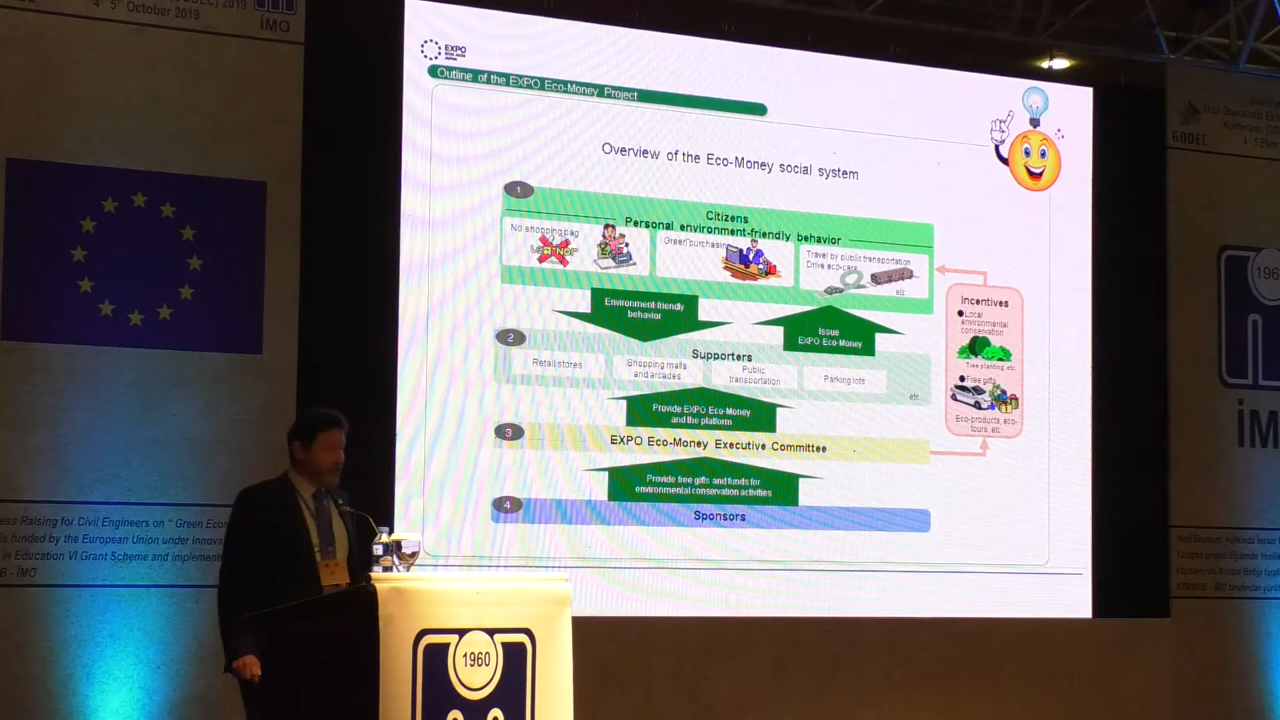 4th 5th October 2019
İMO
EXPO
JAPAN
Outline of the EXPO Eco-Money Project
Overview of the Eco-Money social system
1
Citizens
Personal environment-friendly behavior
No shopping bag
Green purchasing
Travel by public transportation
Drive eco-cars
etc
Environment-friendly
behavior
Issue
EXPO Eco-Money
2
Supporters
Retail stores
Shopping malls
and arcades
Public
transportation
Parking lots
etc
Provide EXPO Eco-Money
and the platform
3
EXPO Eco-Money Executive Committee
Provide free gifts and funds for
environmental conservation activities
4
Sponsors
Incentives
Local
environmental
conservation
Tree planting, etc.
Free gifts
Eco-products, eco-
tours, etc.
ess Raising for Civil Engineers on " Green Econ
is funded by the European Union under Innova
in Education VI Grant Scheme and implemente
B - İMO
1960
GODEC
4 - 5
196
İM